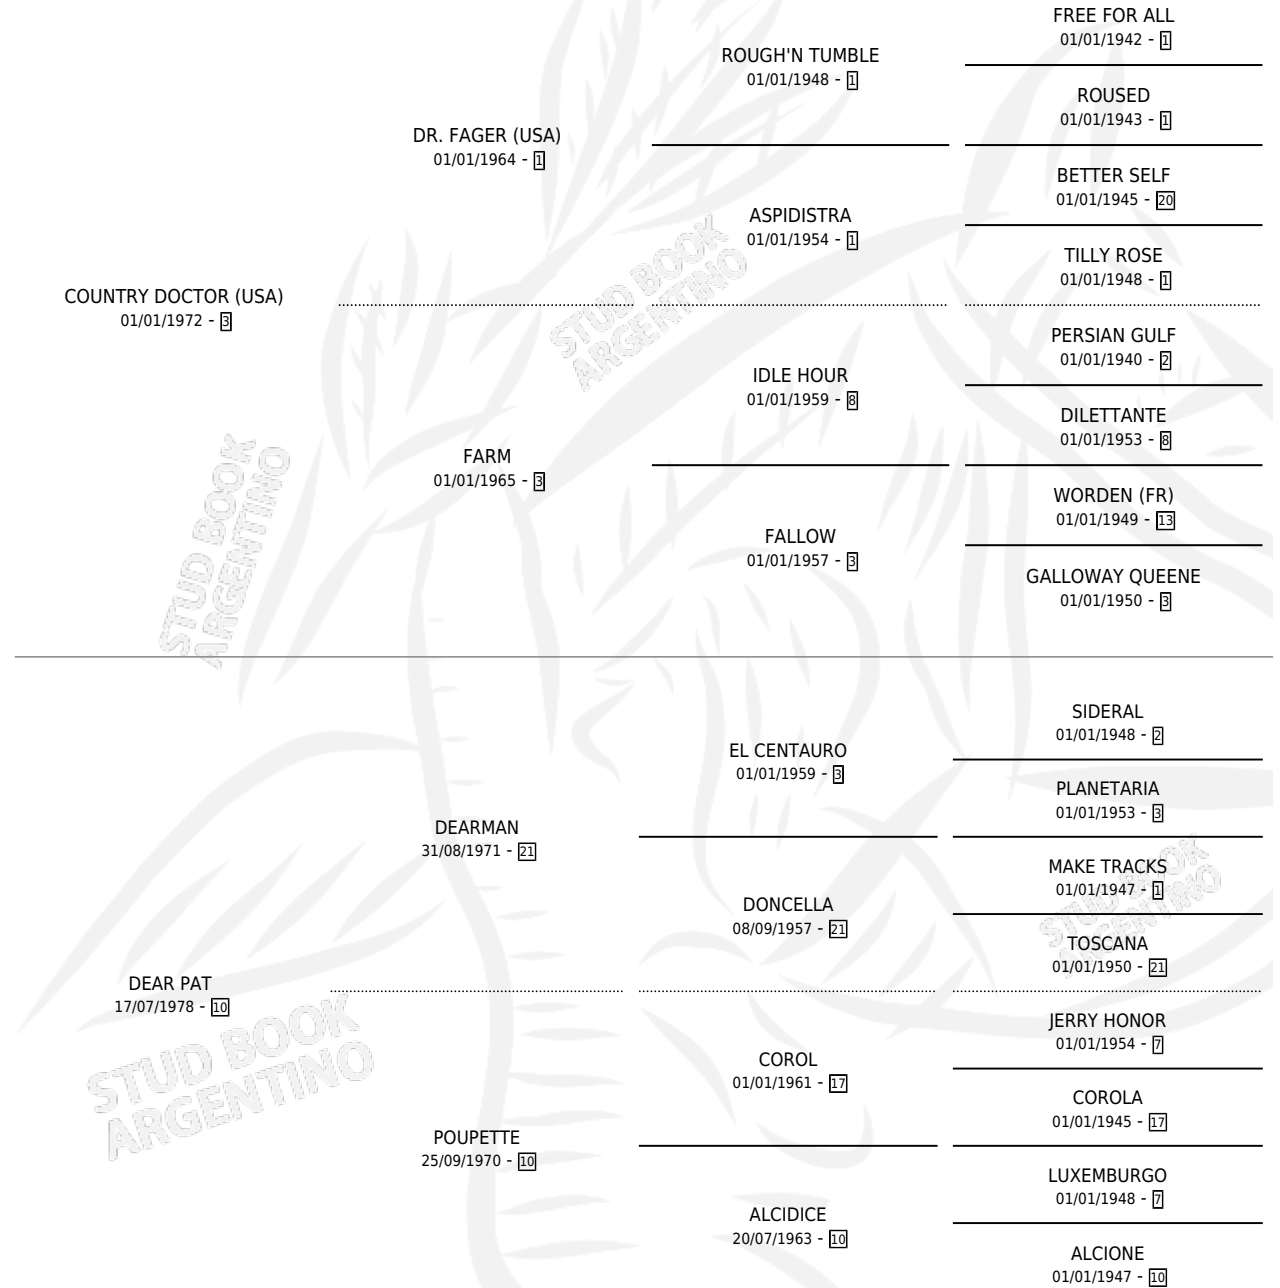 FREE FOR ALL
01/01/1942 - 1
ROUGH'N TUMBLE
01/01/1948 - 1
ROUSED
01/01/1943 - 1
DR. FAGER (USA)
01/01/1964 - 1
BETTER SELF
01/01/1945 - 20
ASPIDISTRA
01/01/1954 - 1
TILLY ROSE
01/01/1948 - 1
COUNTRY DOCTOR (USA)
01/01/1972 - 3
STUD BOOK
ARGENTINO
PERSIAN GULF
01/01/1940 - 2
IDLE HOUR
01/01/1959 - 8
DILETTANTE
01/01/1953 - 8
FARM
01/01/1965 - 3
WORDEN (FR)
01/01/1949 - 13
FALLOW
01/01/1957 - 3
GALLOWAY QUEENE
01/01/1950 - 3
STUD BOOK
ARGENTINO
SIDERAL
01/01/1948 - 2
EL CENTAURO
01/01/1959 - 3
PLANETARIA
01/01/1953 - 3
DEARMAN
31/08/1971 - 21
MAKE TRACKS
01/01/1947 - 1
DONCELLA
08/09/1957 - 21
STUD BOOK
ARGENTINO
TOSCANA
01/01/1950 - 21
DEAR PAT
17/07/1978 - 10
STUD BOOK
ARGENTINO
JERRY HONOR
01/01/1954 - 7
COROL
01/01/1961 - 17
COROLA
01/01/1945 - 17
POUPETTE
25/09/1970 - 10
LUXEMBURGO
01/01/1948 - 7
ALCIDICE
20/07/1963 - 10
ALCIONE
01/01/1947 - 10